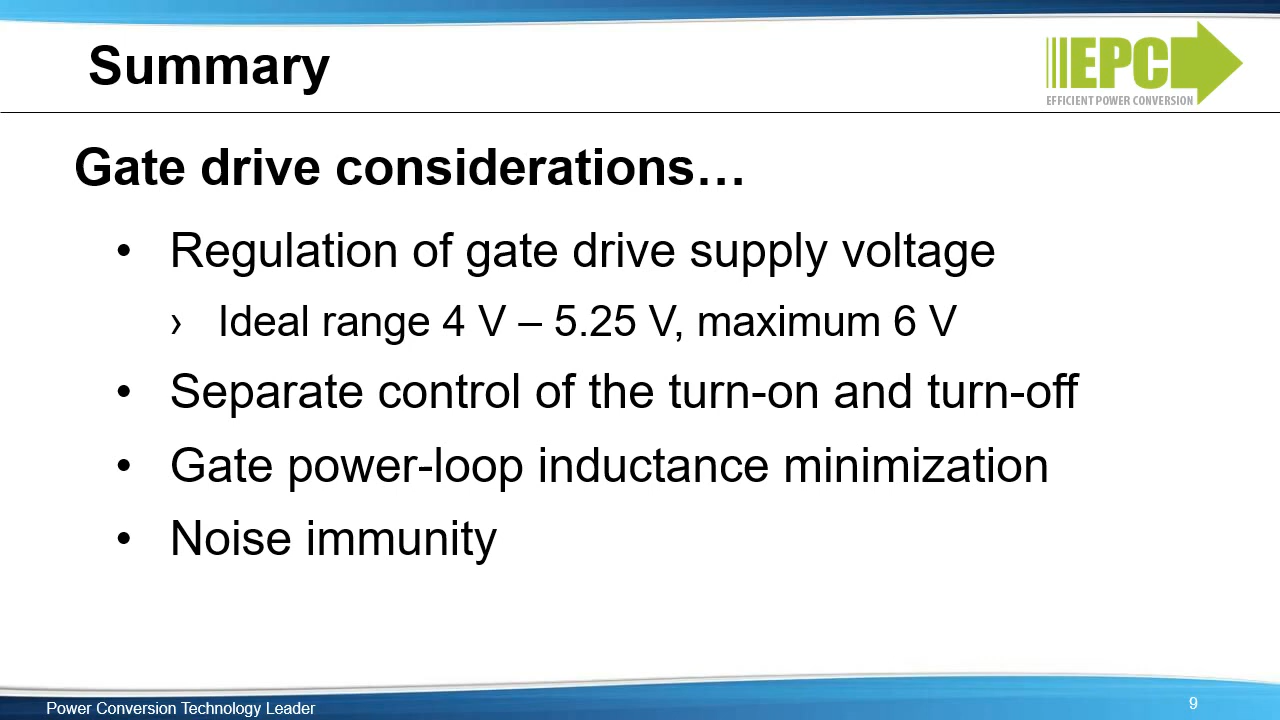 Summary
EPC
EFFICIENT POWER CONVERSION
Gate drive considerations…
• Regulation of gate drive supply voltage
› Ideal range 4 V – 5.25 V, maximum 6 V
• Separate control of the turn-on and turn-off
• Gate power-loop inductance minimization
• Noise immunity
Power Conversion Technology Leader
9